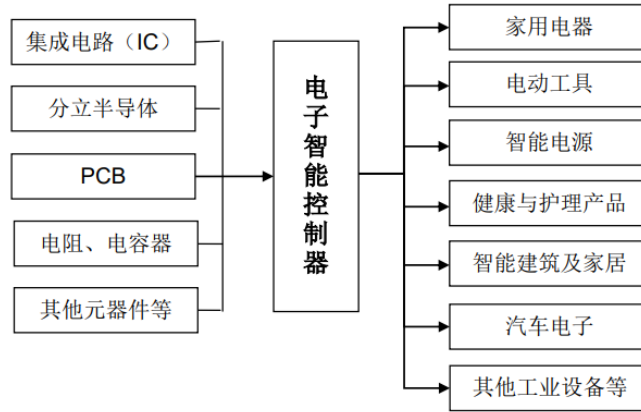 集成电路（IC）
分立半导体
PCB
电阻、电容器
其他元器件等
电子智能控制器
家用电器
电动工具
智能电源
健康与护理产品
智能建筑及家居
汽车电子
其他工业设备等